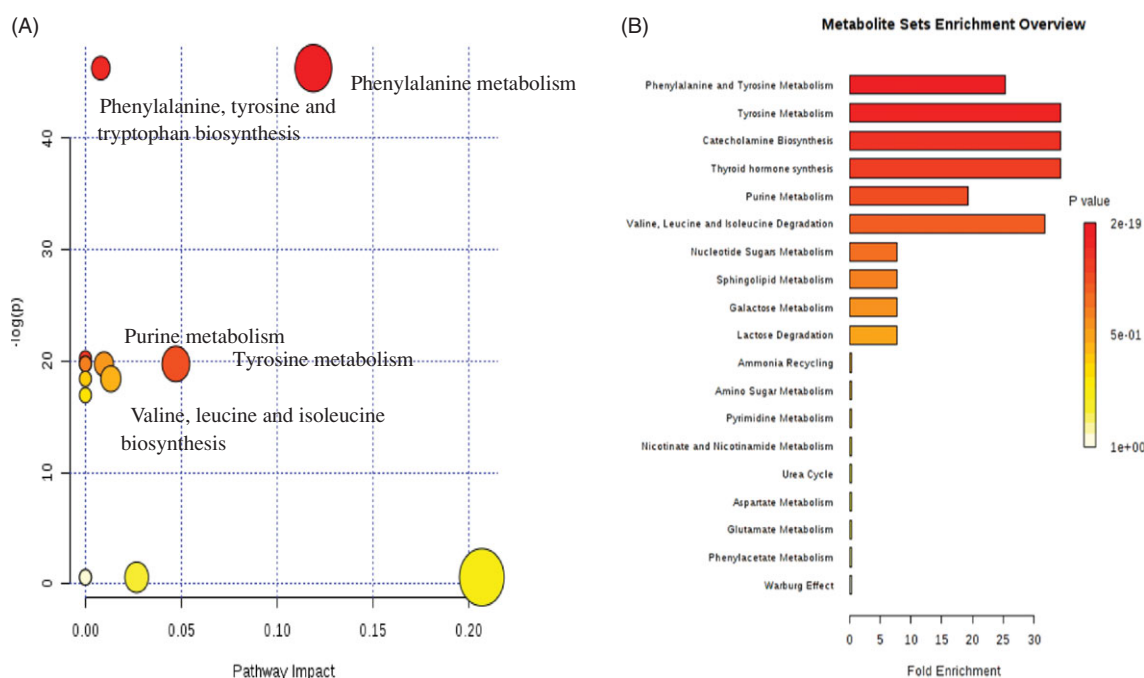 (A)
Phenylalanine metabolism
Phenylalanine, tyrosine and
tryptophan biosynthesis
Purine metabolism
Tyrosine metabolism
Valine, leucine and isoleucine
biosynthesis
-log(p)
40
30
20
10
0
0.00 0.05 0.10 0.15 0.20
Pathway Impact
(B)
Metabolite Sets Enrichment Overview
Phenylalanine and Tyrosine Metabolism
Tyrosine Metabolism
Catecholamine Biosynthesis
Thyroid hormone synthesis
Purine Metabolism
Valine, Leucine and Isoleucine Degradation
Nucleotide Sugars Metabolism
Sphingolipid Metabolism
Galactose Metabolism
Lactose Degradation
Ammonia Recycling
Amino Sugar Metabolism
Pyrimidine Metabolism
Nicotinate and Nicotinamide Metabolism
Urea Cycle
Aspartate Metabolism
Glutamate Metabolism
Phenylacetate Metabolism
Warburg Effect
0 5 10 15 20 25 30
Fold Enrichment
P value
2e-19
5e-01
1e+00